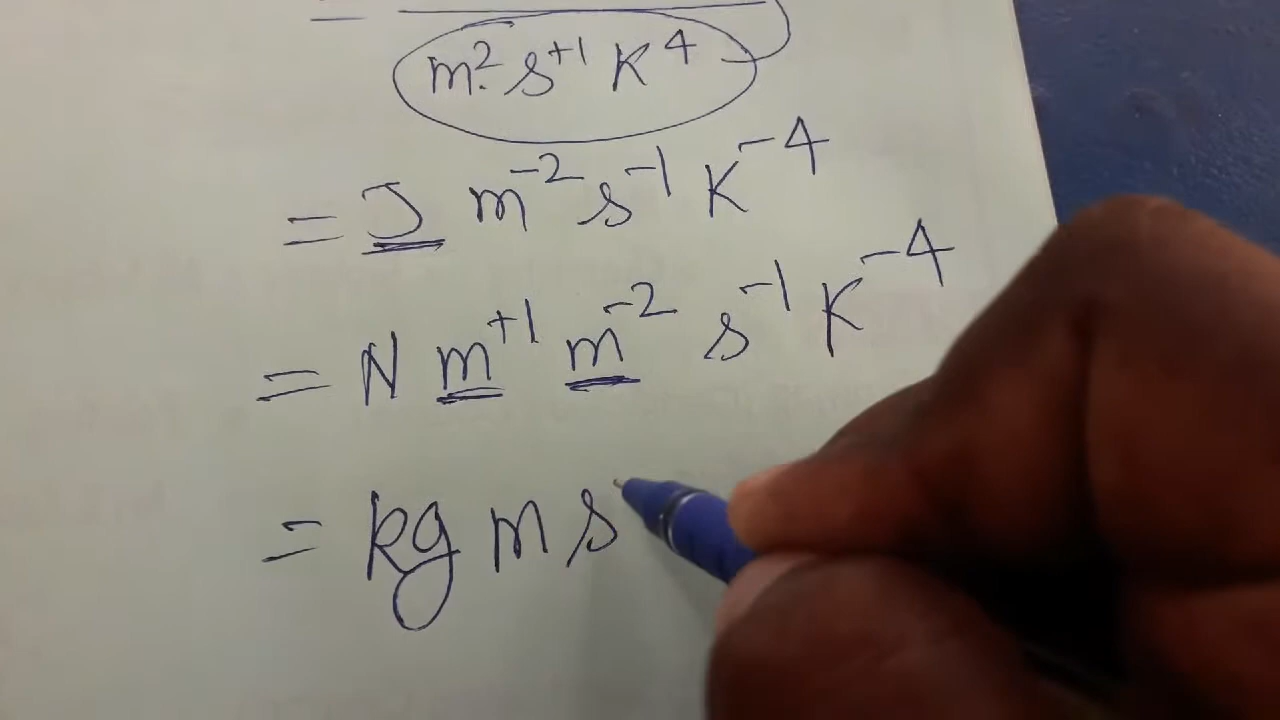 =
m² s⁺¹ K⁴
= J m⁻² s⁻¹ K⁻⁴
= N m⁺¹ m⁻² s⁻¹ K⁻⁴
= kg m s